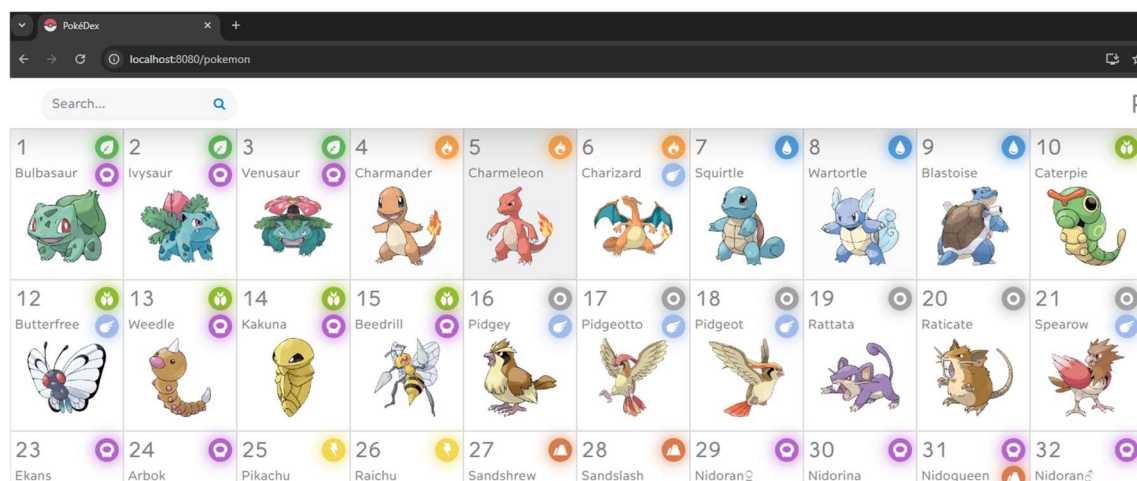 PokéDex
localhost:8080/pokemon
Search...
1 2 3 4 5 6 7 8 9 10
Bulbasaur Ivysaur Venusaur Charmander Charmeleon Charizard Squirtle Wartortle Blastoise Caterpie
12 13 14 15 16 17 18 19 20 21
Butterfree Weedle Kakuna Beedrill Pidgey Pidgeotto Pidgeot Rattata Raticate Spearow
23 24 25 26 27 28 29 30 31 32
Ekans Arbok Pikachu Raichu Sandshrew Sandslash Nidoran♀ Nidorina Nidoqueen Nidoran♂